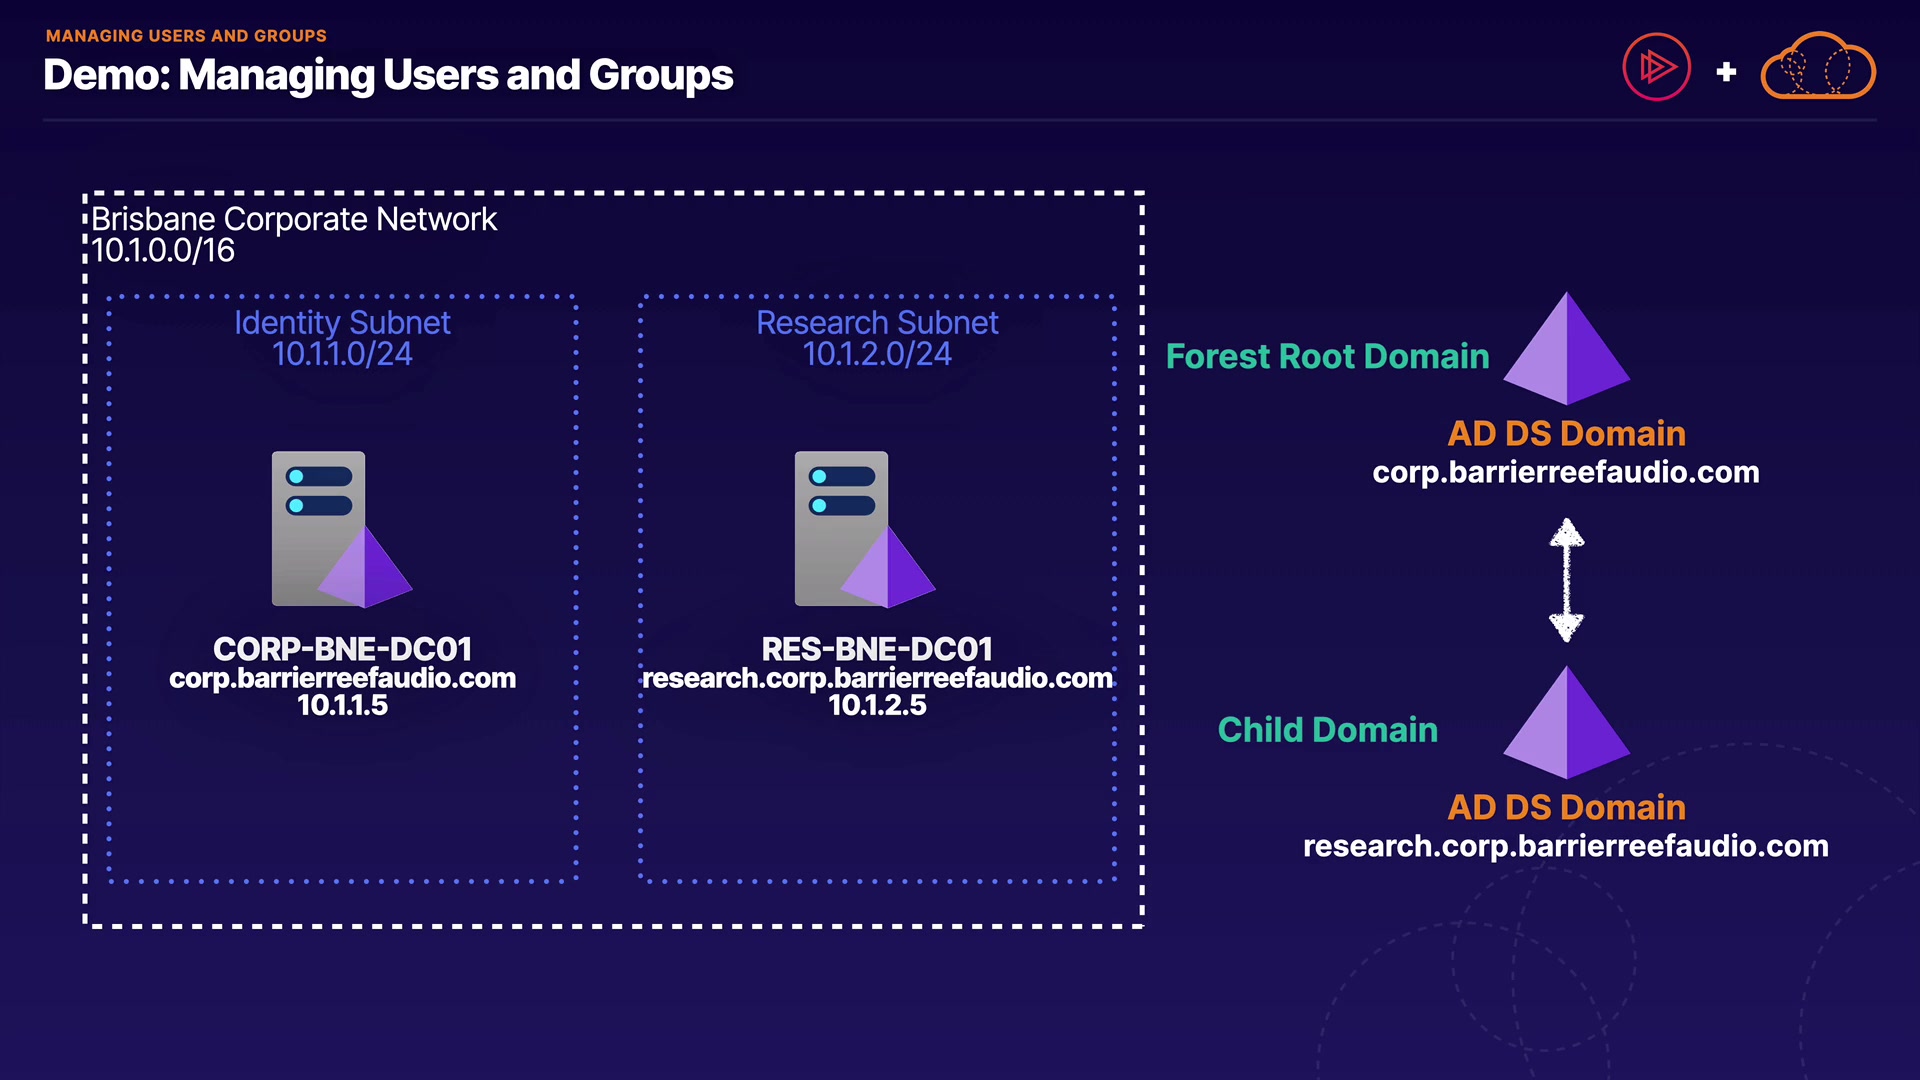 MANAGING USERS AND GROUPS
Demo: Managing Users and Groups
+
Brisbane Corporate Network
10.1.0.0/16
Identity Subnet
10.1.1.0/24
CORP-BNE-DC01
corp.barrierreefaudio.com
10.1.1.5
Research Subnet
10.1.2.0/24
RES-BNE-DC01
research.corp.barrierreefaudio.com
10.1.2.5
Forest Root Domain
AD DS Domain
corp.barrierreefaudio.com
Child Domain
AD DS Domain
research.corp.barrierreefaudio.com